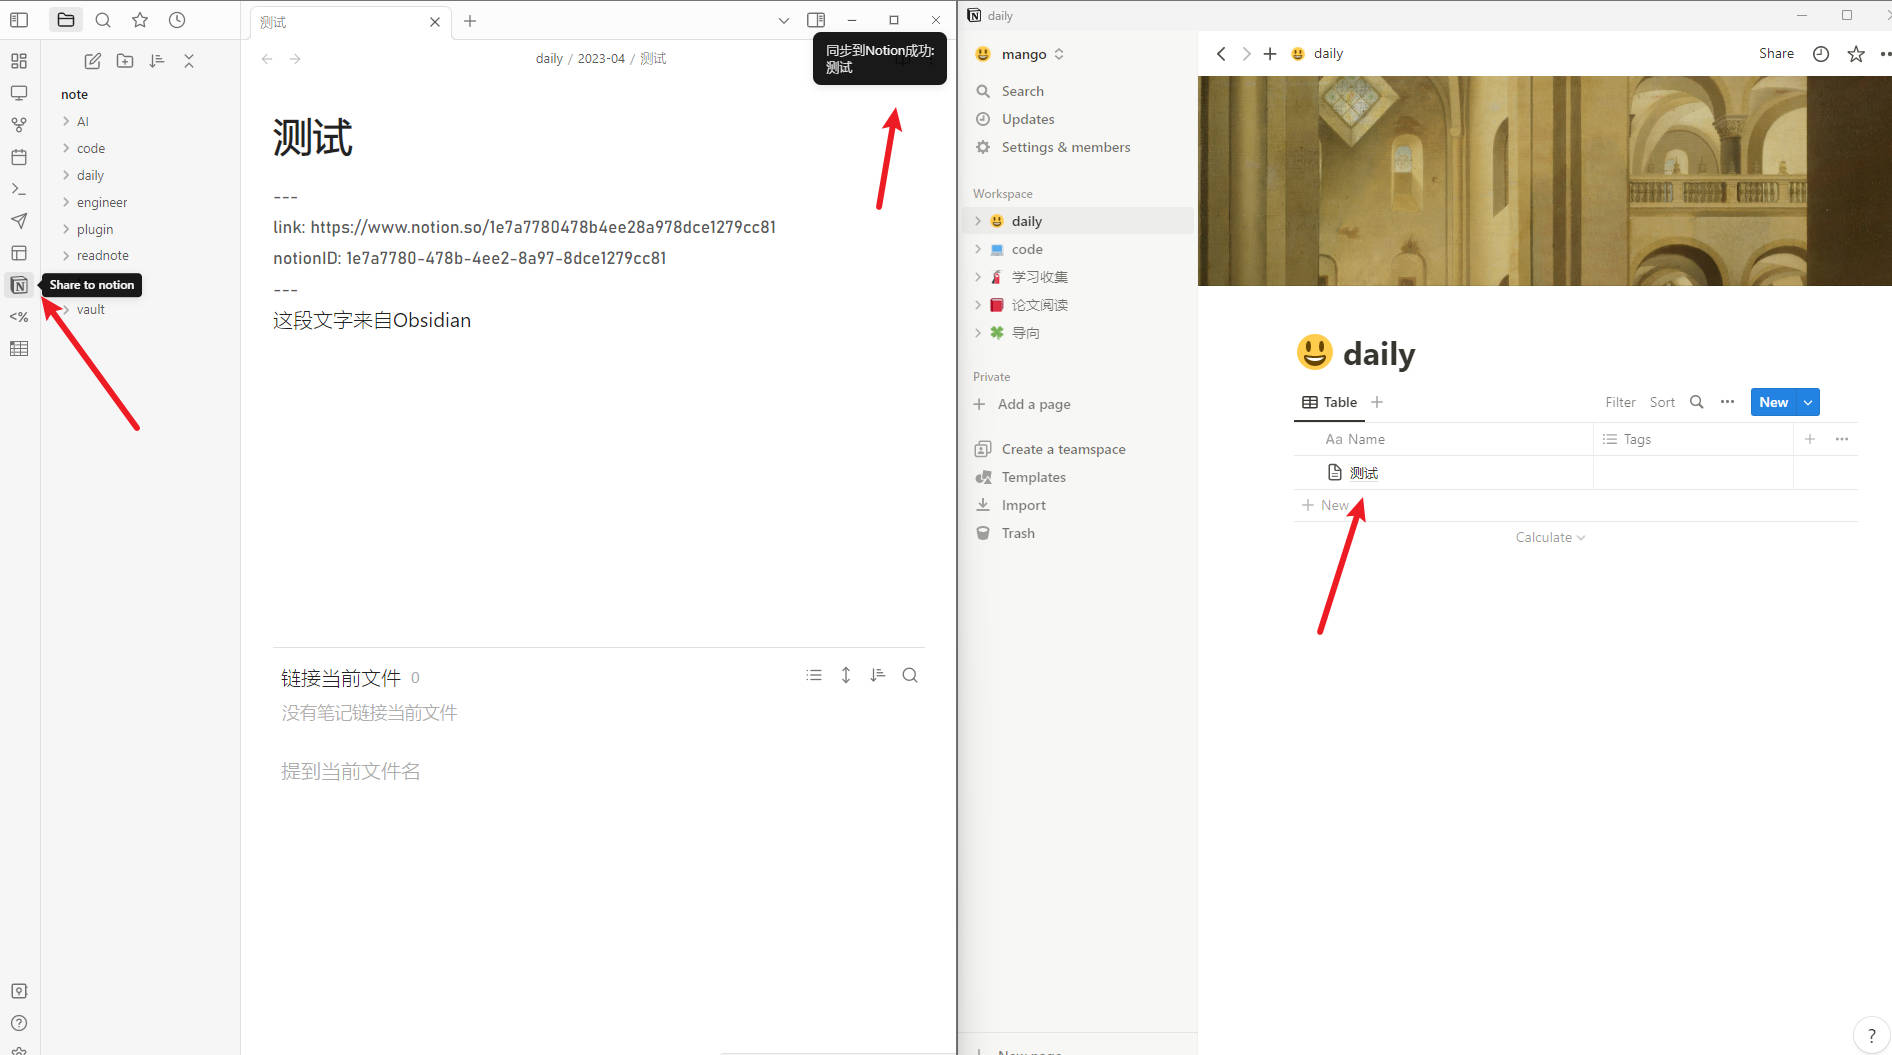 测试
daily / 2023-04 / 测试
同步到Notion成功:
测试
note
AI
code
daily
engineer
plugin
readnote
Share to notion
vault
<%
测试
---
link: https://www.notion.so/1e7a7780478b4ee28a978dce1279cc81
notionID: 1e7a7780-478b-4ee2-8a97-8dce1279cc81
---
这段文字来自Obsidian
链接当前文件 0
没有笔记链接当前文件
提到当前文件名
daily
mango
Search
Updates
Settings & members
Workspace
daily
code
学习收集
论文阅读
导向
Private
Add a page
Create a teamspace
Templates
Import
Trash
New page
daily
Share
daily
Table
Filter Sort
New
Aa Name
Tags
测试
New
Calculate
?